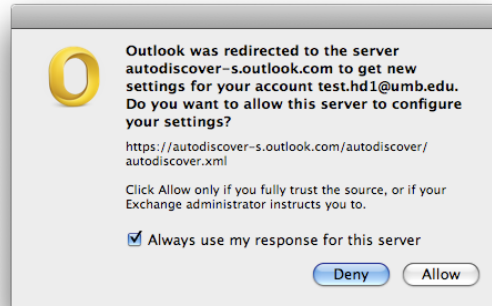 Outlook was redirected to the server
autodiscover-s.outlook.com to get new
settings for your account test.hd1@umb.edu.
Do you want to allow this server to configure
your settings?
https://autodiscover-s.outlook.com/autodiscover/
autodiscover.xml
Click Allow only if you fully trust the source, or if your
Exchange administrator instructs you to.
Always use my response for this server
Deny Allow